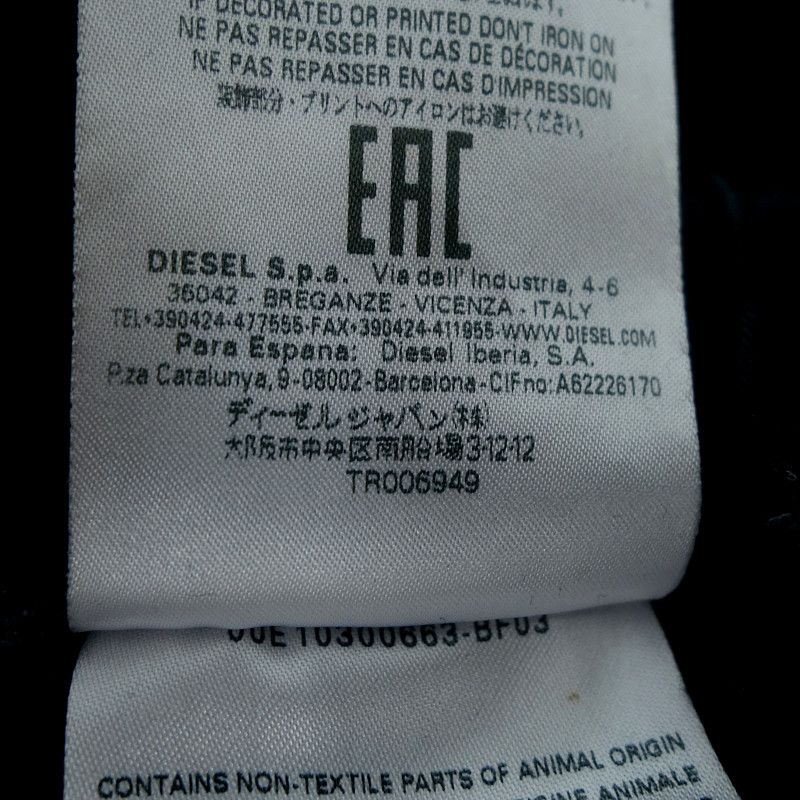 IF DECORATED OR PRINTED DONT IRON ON
NE PAS REPASSER EN CAS DE DÉCORATION
NE PAS REPASSER EN CAS D'IMPRESSION
装飾部分・プリントへのアイロンはお避けください。
EAC
DIESEL S.p.a. Via dell' Industria, 4-6
36042 - BREGANZE - VICENZA - ITALY
TEL+390424-477555-FAX+390424-411955-WWW.DIESEL.COM
Para Espana: Diesel Iberia, S.A.
P.za Catalunya, 9-08002-Barcelona-CIF no: A62226170
ディーゼル ジャパン(株)
大阪市中央区南船場3-12-12
TR006949
00E10300663-BF03
CONTAINS NON-TEXTILE PARTS OF ANIMAL ORIGIN
ANIMALE